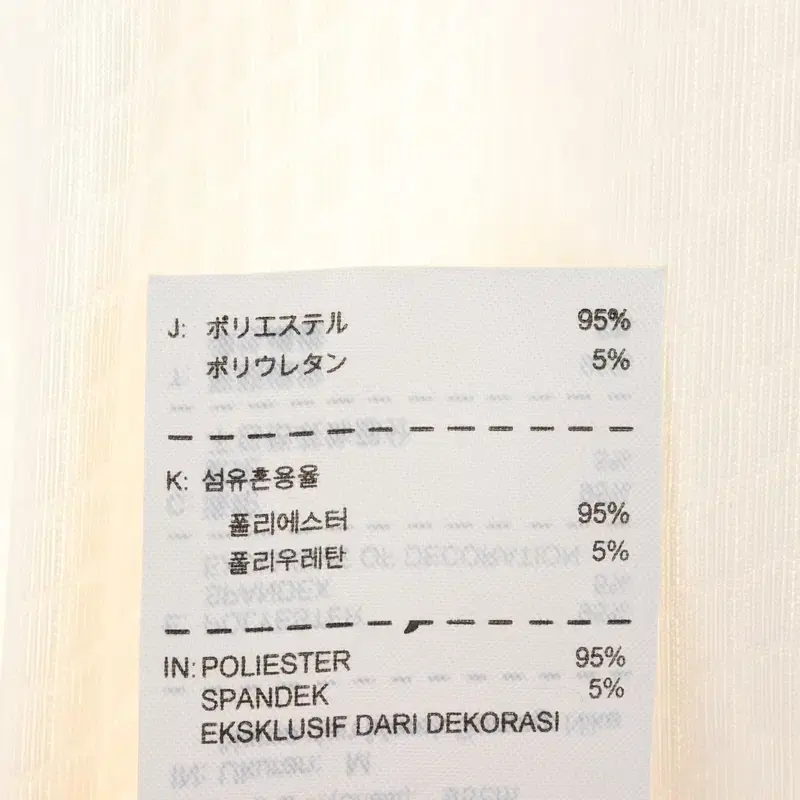 J: ポリエステル 95%
ポリウレタン 5%
K: 섬유혼용율
폴리에스터 95%
폴리우레탄 5%
IN: POLIESTER 95%
SPANDEK 5%
EKSKLUSIF DARI DEKORASI